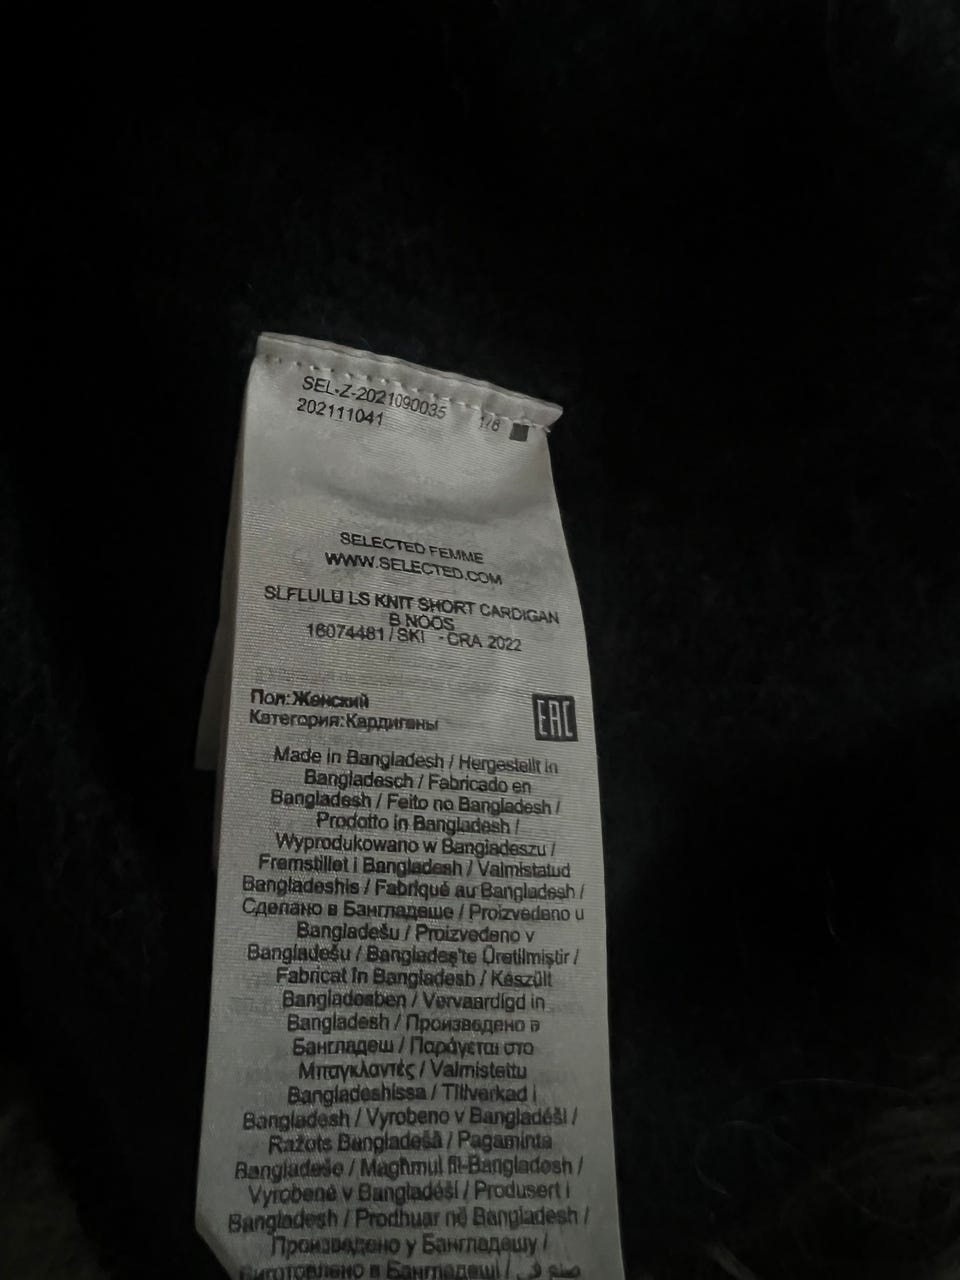 SEL-Z-2021090035
202111041
1/8
SELECTED FEMME
WWW.SELECTED.COM
SLFLULU LS KNIT SHORT CARDIGAN
B NOOS
16074481 / SKI - CRA 2022
Пол:Женский
Категория:Кардиганы
EAC
Made in Bangladesh / Hergestellt in
Bangladesch / Fabricado en
Bangladesh / Feito no Bangladesh /
Prodotto in Bangladesh /
Wyprodukowano w Bangladeszu /
Fremstillet i Bangladesh / Valmistatud
Bangladeshis / Fabriqué au Bangladesh /
Сделано в Бангладеше / Proizvedeno u
Bangladešu / Proizvedeno v
Bangladešu / Bangladeş'te Üretilmiştir /
Fabricat în Bangladesh / Készült
Bangladesben / Vervaardigd in
Bangladesh / Произведено в
Бангладеш / Παράγεται στο
Μπαγκλαντές / Valmistettu
Bangladeshissa / Tillverkad i
Bangladesh / Vyrobeno v Bangladéši /
Ražots Bangladešā / Pagaminta
Bangladeše / Magħmul fil-Bangladesh /
Vyrobené v Bangladéši / Produsert i
Bangladesh / Prodhuar në Bangladesh /
Произведено у Бангладешу /
Виготовлено в Бангладеші /